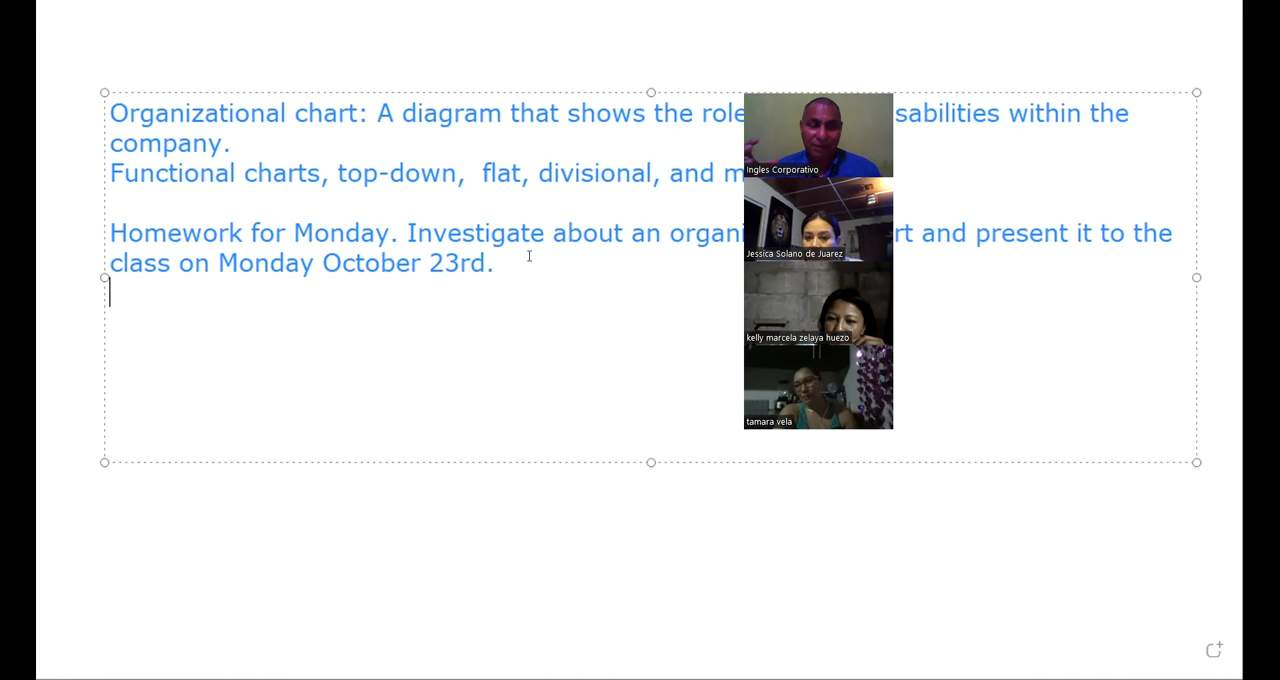 Organizational chart: A diagram that shows the role sabilities within the
company.
Functional charts, top-down, flat, divisional, and m
Homework for Monday. Investigate about an organi rt and present it to the
class on Monday October 23rd.
Ingles Corporativo
Jessica Solano de Juarez
kelly marcela zelaya huezo
tamara vela